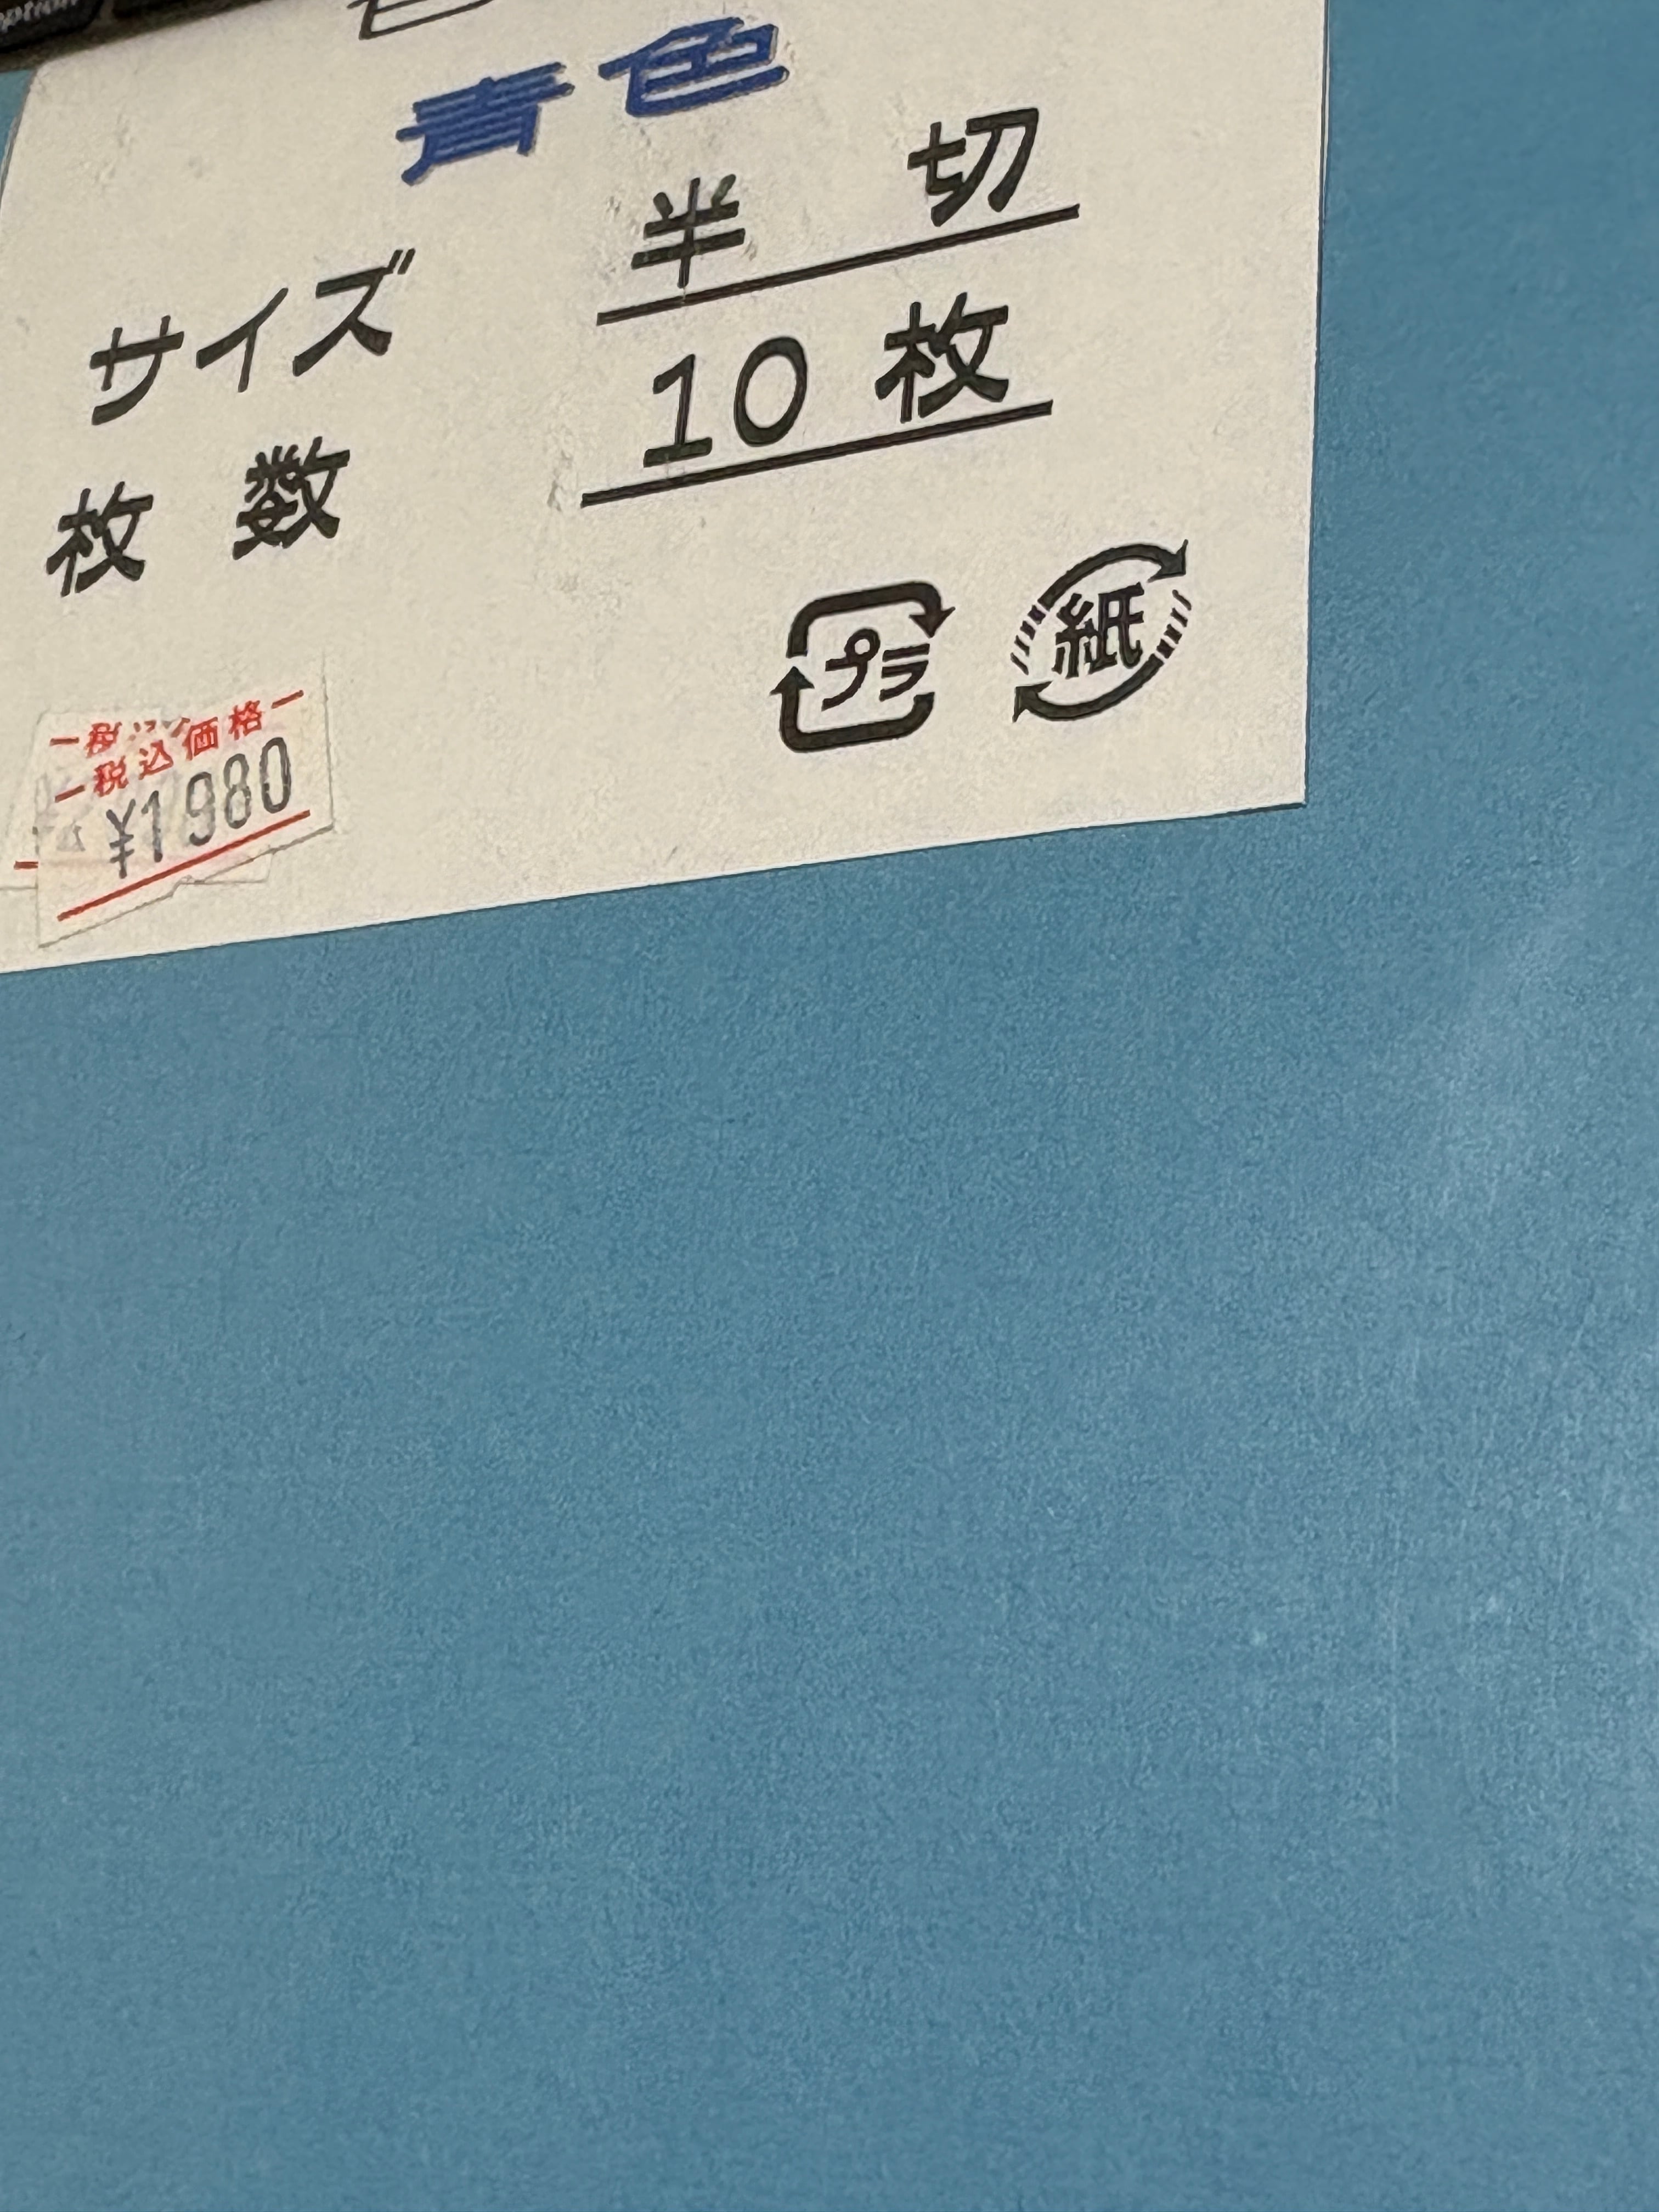 option
青色
サイズ 半切
枚数 10枚
プラ 紙
税込価格
¥1980